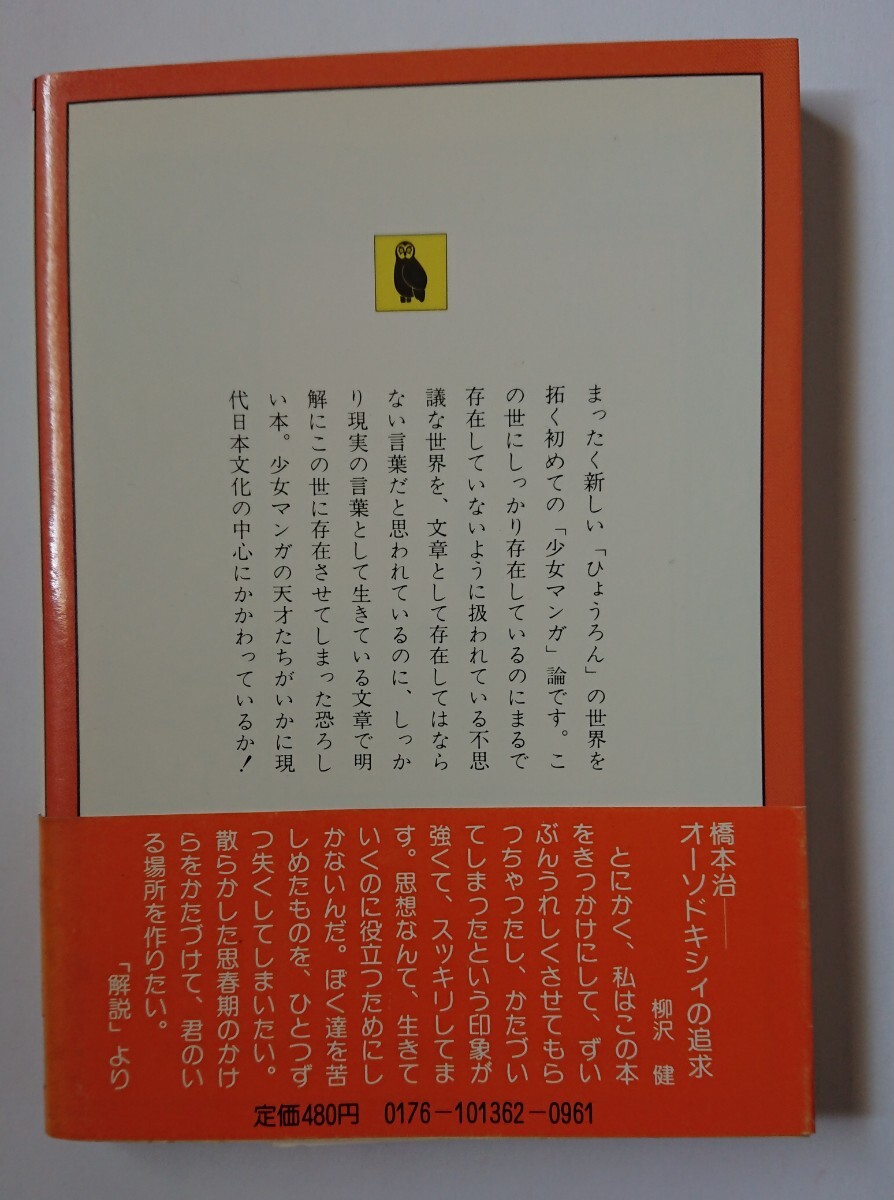 まったく新しい「ひょうろん」の世界を
拓く初めての「少女マンガ」論です。こ
の世にしっかり存在しているのにまるで
存在していないように扱われている不思
議な世界を、文章として存在してはなら
ない言葉だと思われているのに、しっか
り現実の言葉として生きている文章で明
解にこの世に存在させてしまった恐ろし
い本。少女マンガの天才たちがいかに現
代日本文化の中心にかかわっているか！
橋本治──
オーソドキシィの追求
柳沢 健
とにかく、私はこの本
をきっかけにして、ずい
ぶんうれしくさせてもら
っちゃったし、かたづい
てしまったという印象が
強くて、スッキリしてま
す。思想なんて、生きて
いくのに役立つためにし
かないんだ。ぼく達を苦
しめたものを、ひとつず
つ失くしてしまいたい。
散らかした思春期のかけ
らをかたづけて、君のい
る場所を作りたい。
「解説」より
定価480円 0176-101362-0961